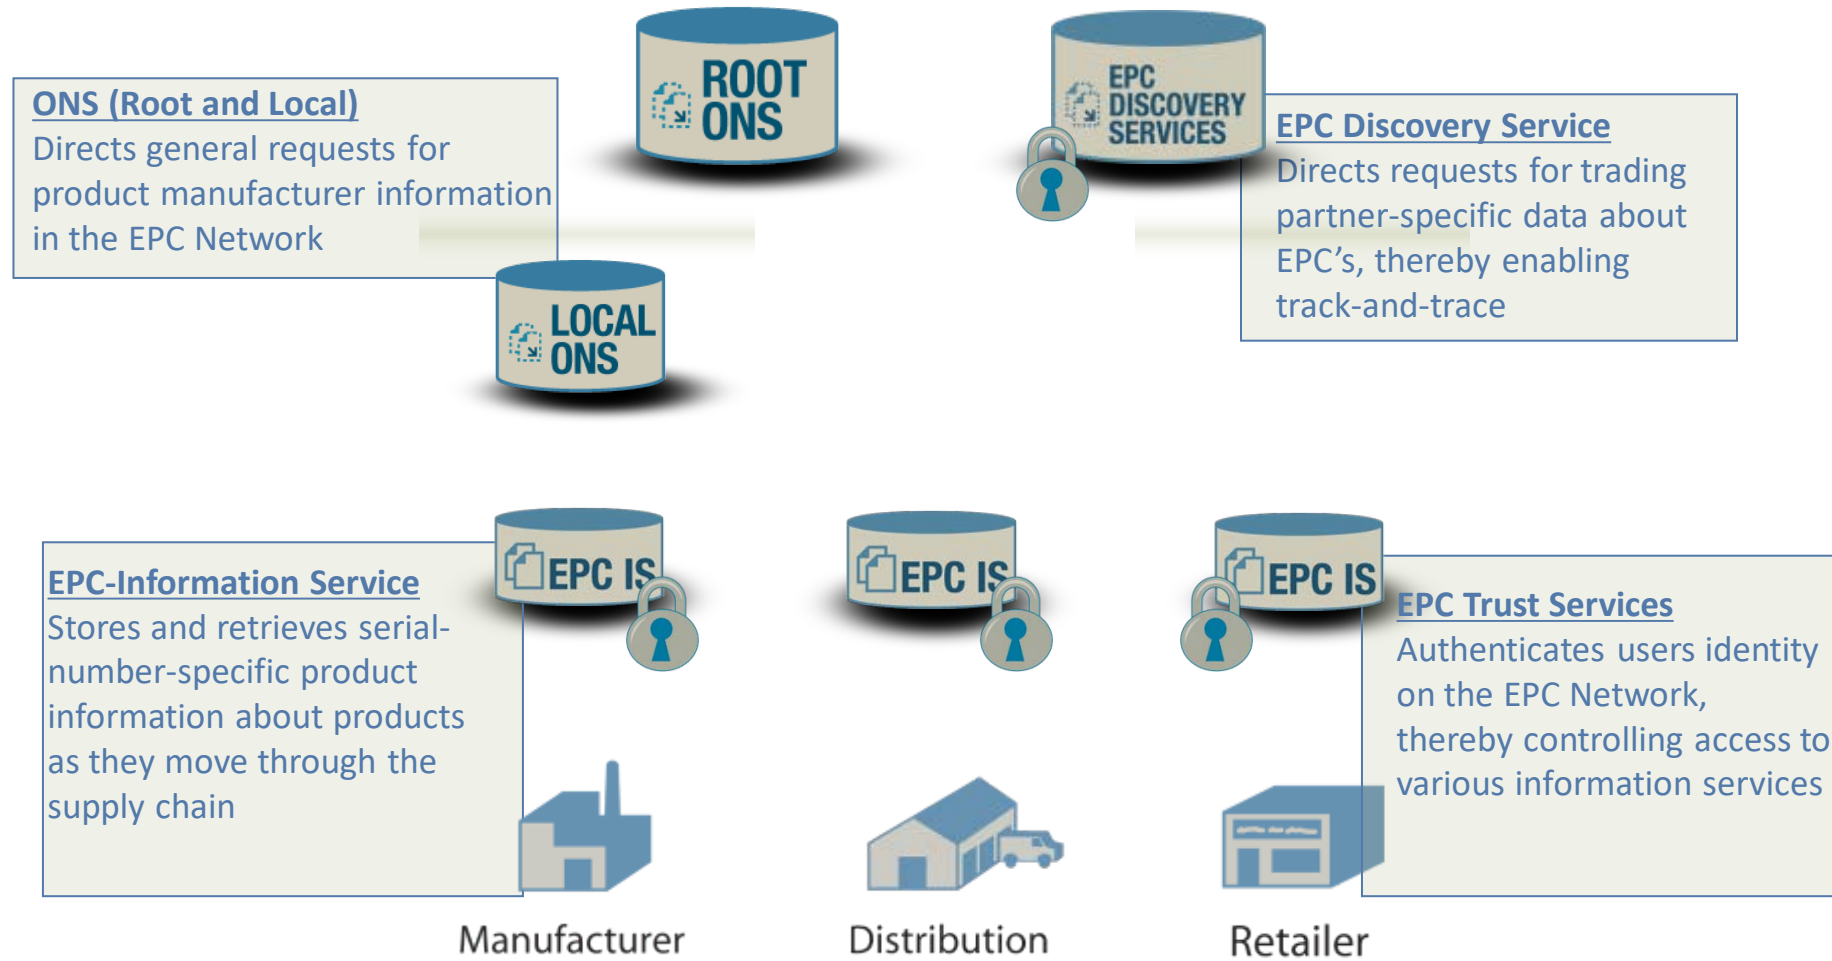 ROOT
ONS
EPC
DISCOVERY
SERVICES
ONS (Root and Local)
Directs general requests for
product manufacturer information
in the EPC Network
EPC Discovery Service
Directs requests for trading
partner-specific data about
EPC’s, thereby enabling
track-and-trace
LOCAL
ONS
EPC IS
EPC IS
EPC IS
EPC-Information Service
Stores and retrieves serial-
number-specific product
information about products
as they move through the
supply chain
EPC Trust Services
Authenticates users identity
on the EPC Network,
thereby controlling access to
various information services
Manufacturer
Distribution
Retailer